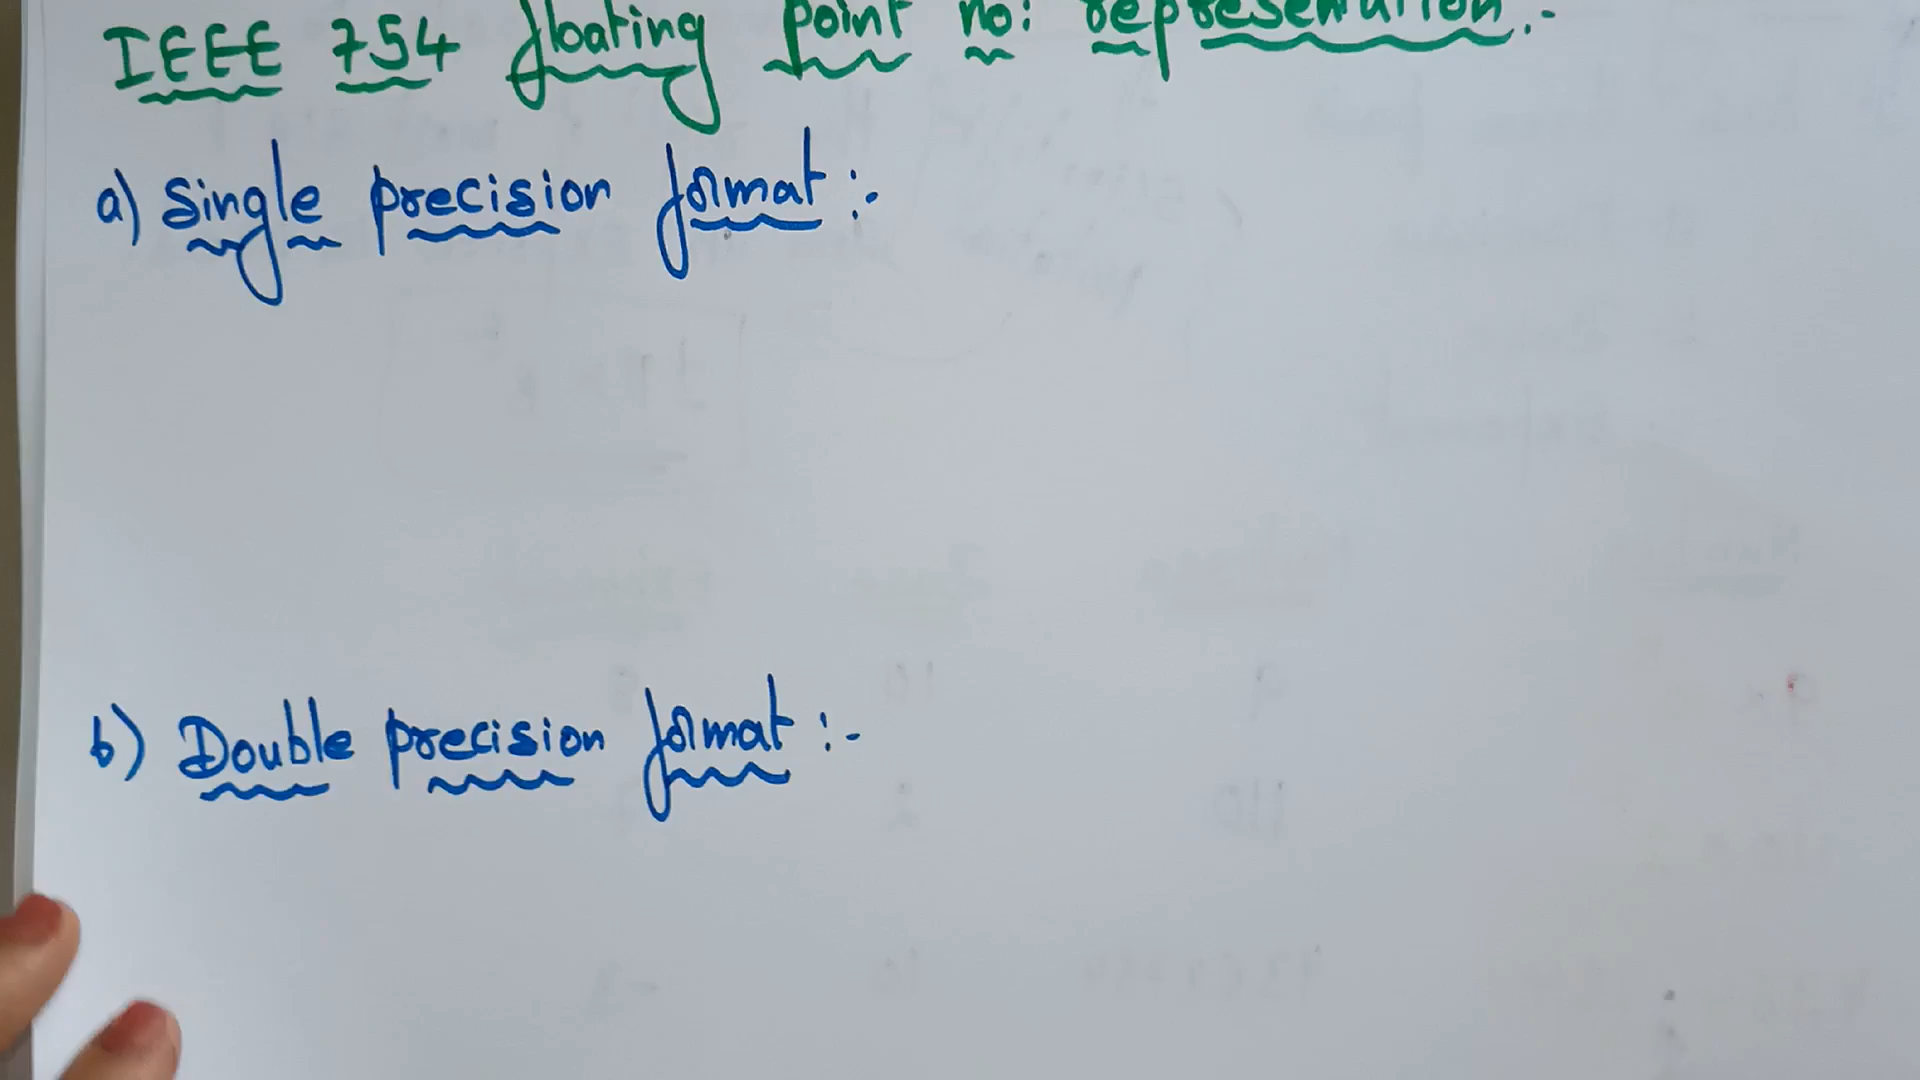 IEEE 754 floating point no: representation:-
a) Single precision format:-
b) Double precision format:-